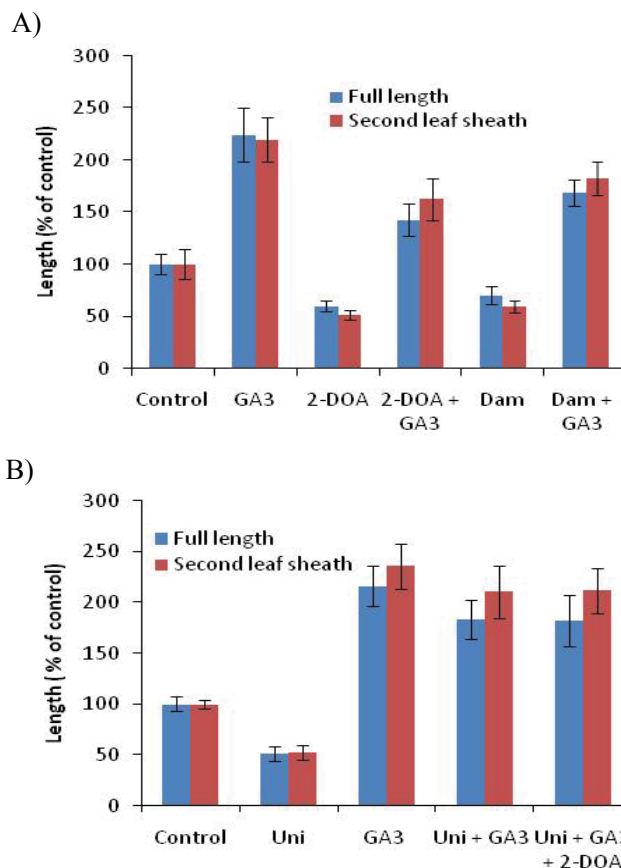 A)
300
250
200
150
100
50
0
Length (% of control)
Full length
Second leaf sheath
Control GA3 2-DOA 2-DOA + Dam Dam +
GA3 GA3
B)
300
250
200
150
100
50
0
Length ( % of control)
Full length
Second leaf sheath
Control Uni GA3 Uni + GA3 Uni + GA3
+ 2-DOA